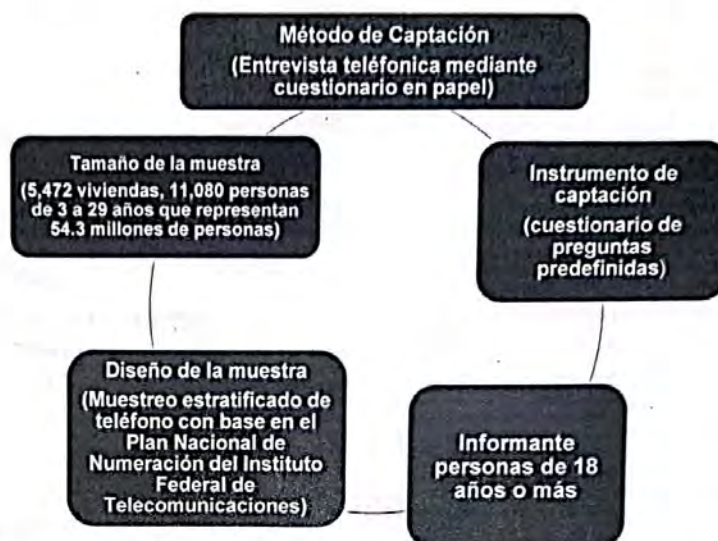 Método de Captación
(Entrevista teléfonica mediante
cuestionario en papel)
Tamaño de la muestra
(5,472 viviendas, 11,080 personas
de 3 a 29 años que representan
54.3 millones de personas)
Instrumento de
captación
(cuestionario de
preguntas
predefinidas)
Diseño de la muestra
(Muestreo estratificado de
teléfono con base en el
Plan Nacional de
Numeración del Instituto
Federal de
Telecomunicaciones)
Informante
personas de 18
años o más